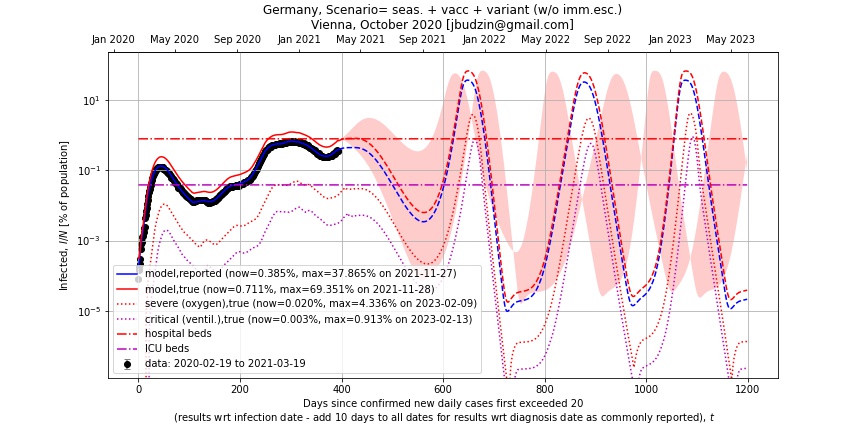 Germany, Scenario= seas. + vacc + variant (w/o imm.esc.)
Vienna, October 2020 [jbudzin@gmail.com]
Jan 2020 May 2020 Sep 2020 Jan 2021 May 2021 Sep 2021 Jan 2022 May 2022 Sep 2022 Jan 2023 May 2023
Infected, I/N [% of population]
10¹
10⁻¹
10⁻³
10⁻⁵
model,reported (now=0.385%, max=37.865% on 2021-11-27)
model,true (now=0.711%, max=69.351% on 2021-11-28)
severe (oxygen),true (now=0.020%, max=4.336% on 2023-02-09)
critical (ventil.),true (now=0.003%, max=0.913% on 2023-02-13)
hospital beds
ICU beds
data: 2020-02-19 to 2021-03-19
0 200 400 600 800 1000 1200
Days since confirmed new daily cases first exceeded 20
(results wrt infection date - add 10 days to all dates for results wrt diagnosis date as commonly reported), t